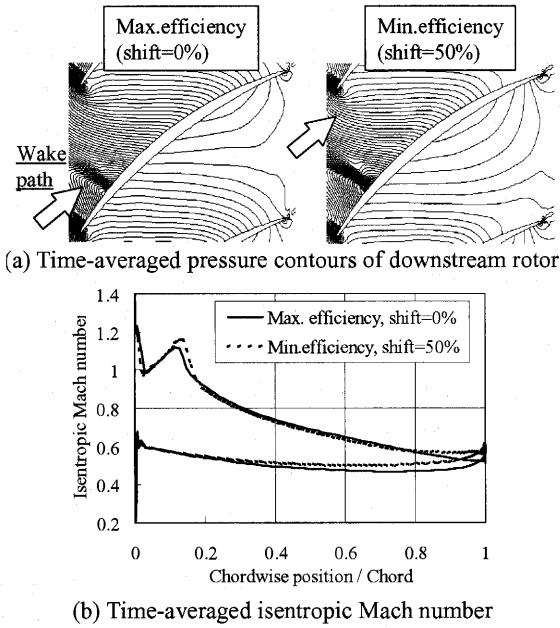 Max.efficiency
(shift=0%)
Min.efficiency
(shift=50%)
Wake
path
(a) Time-averaged pressure contours of downstream rotor
1.4
1.2
1
0.8
0.6
0.4
0.2
Isentropic Mach number
Max. efficiency, shift=0%
Min.efficiency, shift=50%
0
0.2
0.4
0.6
0.8
1
Chordwise position / Chord
(b) Time-averaged isentropic Mach number